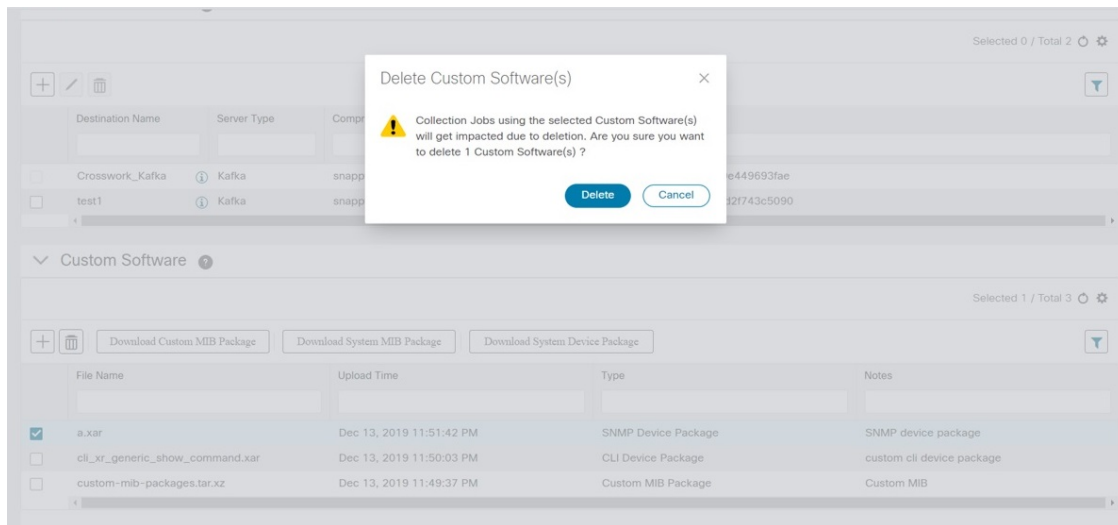 Selected 0 / Total 2
Delete Custom Software(s)
Destination Name Server Type Compr
Collection Jobs using the selected Custom Software(s)
will get impacted due to deletion. Are you sure you want
to delete 1 Custom Software(s) ?
Crosswork_Kafka Kafka snapp e449693fae
Delete Cancel
test1 Kafka snapp d2f743c5090
Custom Software
Selected 1 / Total 3
Download Custom MIB Package Download System MIB Package Download System Device Package
File Name Upload Time Type Notes
a.xar Dec 13, 2019 11:51:42 PM SNMP Device Package SNMP device package
cli_xr_generic_show_command.xar Dec 13, 2019 11:50:03 PM CLI Device Package custom cli device package
custom-mib-packages.tar.xz Dec 13, 2019 11:49:37 PM Custom MIB Package Custom MIB